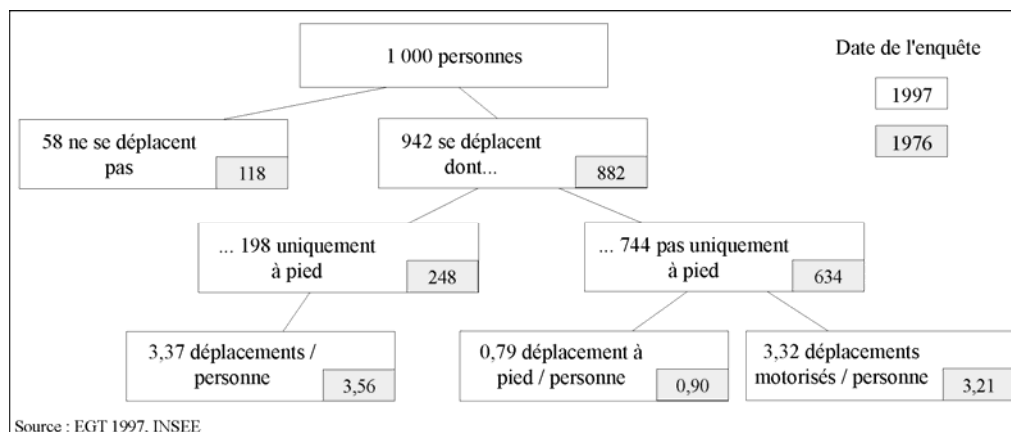 1 000 personnes
Date de l'enquête
1997
1976
58 ne se déplacent
pas
118
942 se déplacent
dont...
882
... 198 uniquement
à pied
248
... 744 pas uniquement
à pied
634
3,37 déplacements /
personne
3,56
0,79 déplacement à
pied / personne
0,90
3,32 déplacements
motorisés / personne
3,21
Source : EGT 1997, INSEE